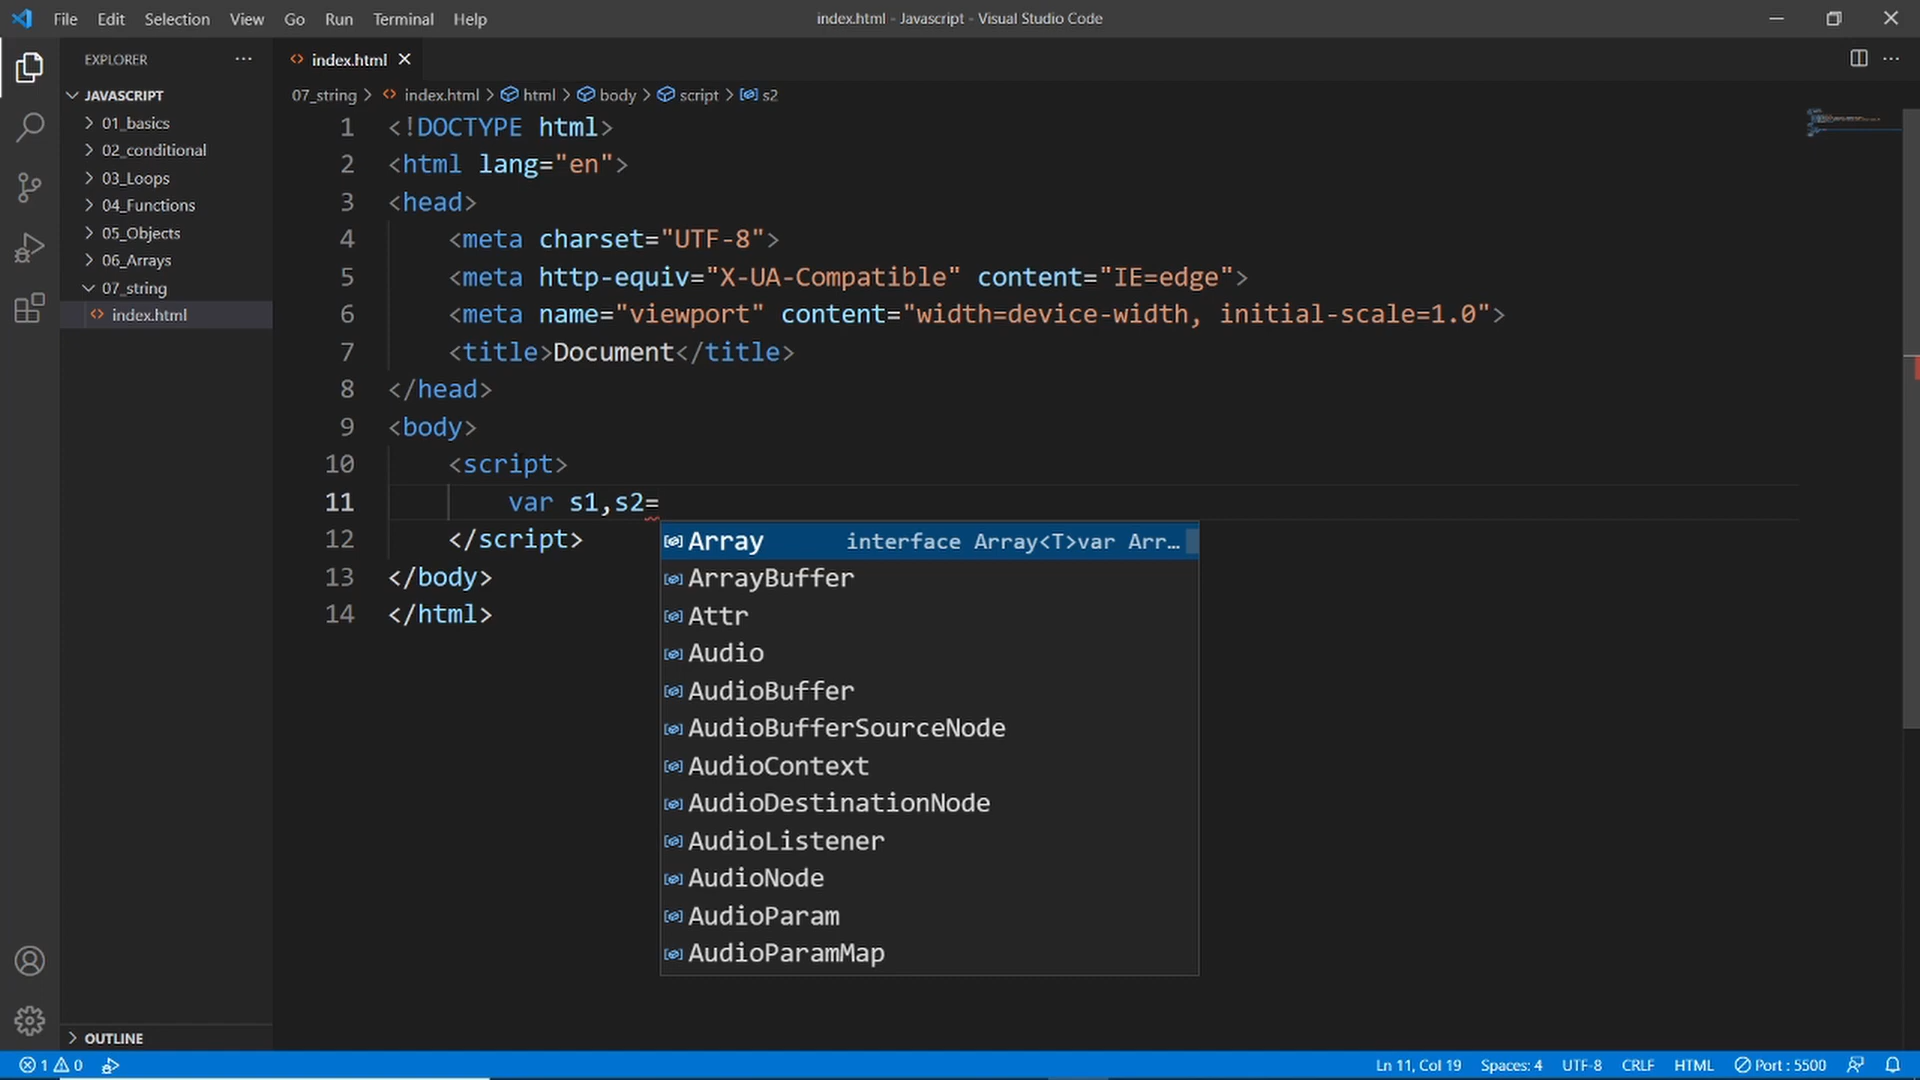 File Edit Selection View Go Run Terminal Help
index.html - Javascript - Visual Studio Code
EXPLORER
JAVASCRIPT
01_basics
02_conditional
03_Loops
04_Functions
05_Objects
06_Arrays
07_string
index.html
OUTLINE
index.html
07_string index.html html body script s2
1 <!DOCTYPE html>
2 <html lang="en">
3 <head>
4 <meta charset="UTF-8">
5 <meta http-equiv="X-UA-Compatible" content="IE=edge">
6 <meta name="viewport" content="width=device-width, initial-scale=1.0">
7 <title>Document</title>
8 </head>
9 <body>
10 <script>
11 var s1,s2=
12 </script>
13 </body>
14 </html>
Array interface Array<T>var Arr…
ArrayBuffer
Attr
Audio
AudioBuffer
AudioBufferSourceNode
AudioContext
AudioDestinationNode
AudioListener
AudioNode
AudioParam
AudioParamMap
1 0 Ln 11, Col 19 Spaces: 4 UTF-8 CRLF HTML Port : 5500